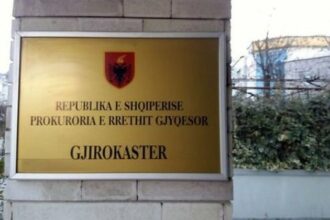 REPUBLIKA E SHQIPERISE
PROKURORIA E RRETHIT GJYQESOR
GJIROKASTER